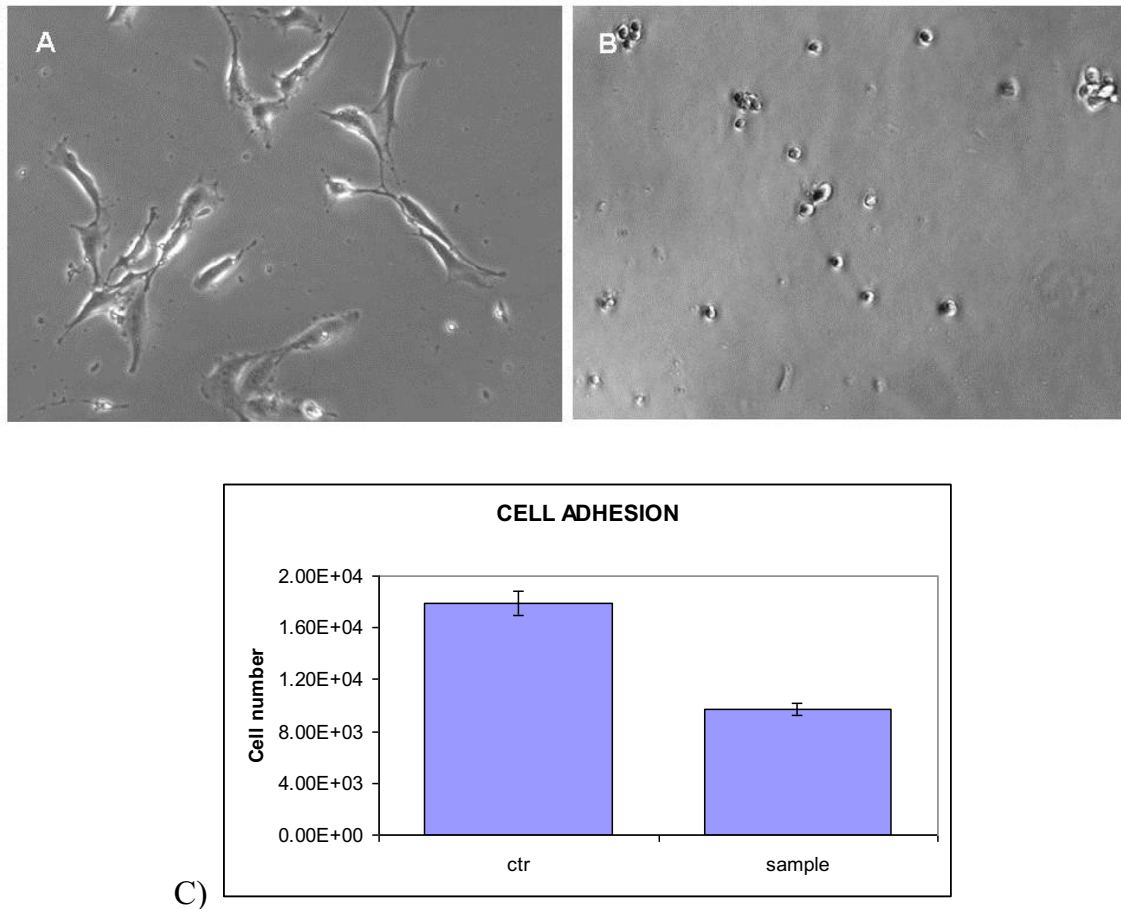 A
B
CELL ADHESION
2.00E+04
1.60E+04
1.20E+04
8.00E+03
4.00E+03
0.00E+00
Cell number
ctr
sample
C)